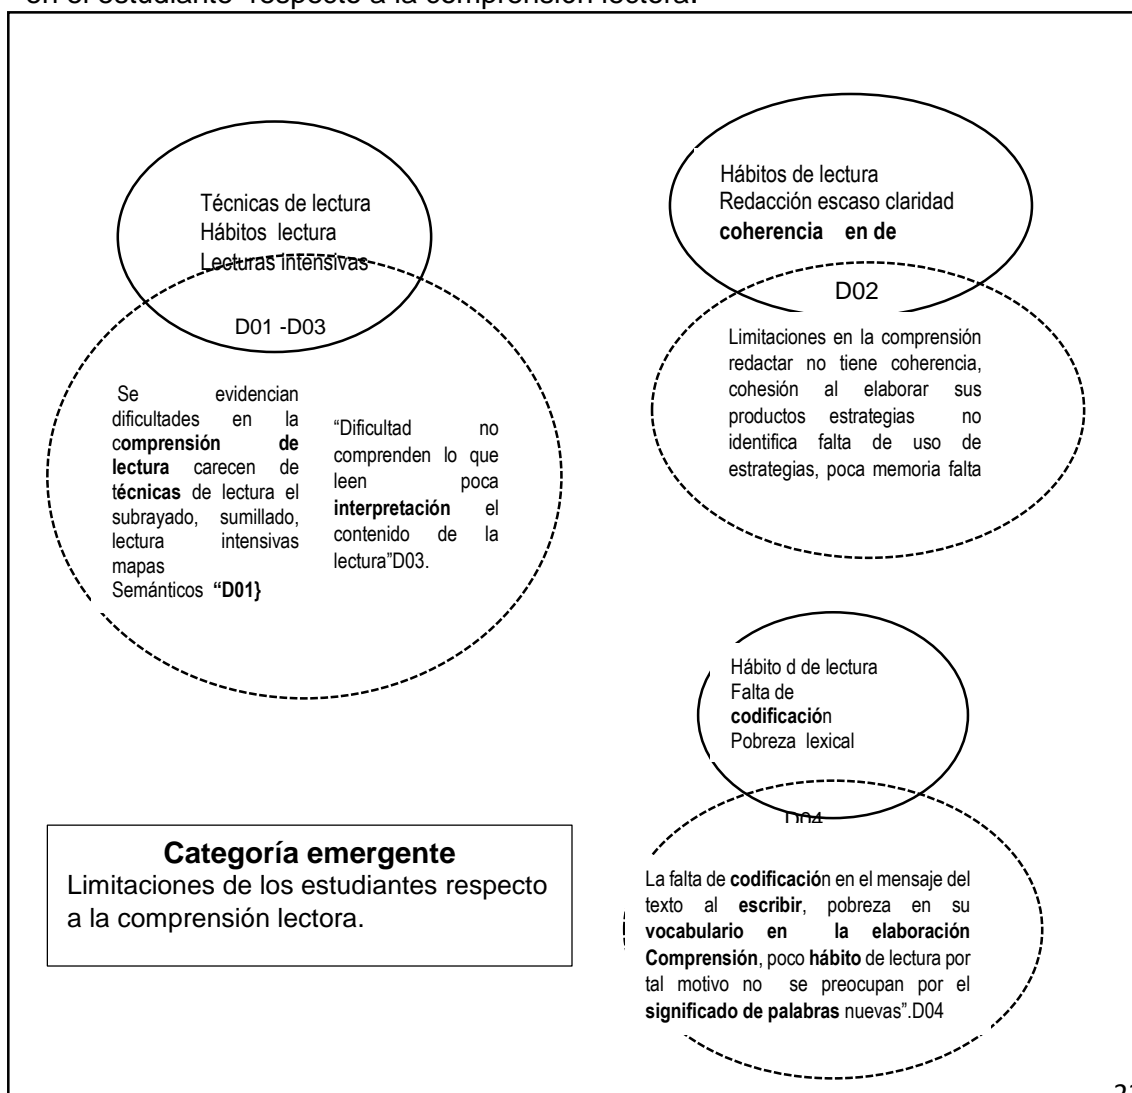 en el estudiante respecto a la comprensión lectora.
Técnicas de lectura
Hábitos lectura
Lecturas intensivas
D01 -D03
Se evidencian
dificultades en la
comprensión de
lectura carecen de
técnicas de lectura el
subrayado, sumillado,
lectura intensivas
mapas
Semánticos “D01}
“Dificultad no
comprenden lo que
leen poca
interpretación el
contenido de la
lectura”D03.
Hábitos de lectura
Redacción escaso claridad
coherencia en de
D02
Limitaciones en la comprensión
redactar no tiene coherencia,
cohesión al elaborar sus
productos estrategias no
identifica falta de uso de
estrategias, poca memoria falta
Hábito d de lectura
Falta de
codificación
Pobreza lexical
D04
La falta de codificación en el mensaje del
texto al escribir, pobreza en su
vocabulario en la elaboración
Comprensión, poco hábito de lectura por
tal motivo no se preocupan por el
significado de palabras nuevas”.D04
Categoría emergente
Limitaciones de los estudiantes respecto
a la comprensión lectora.